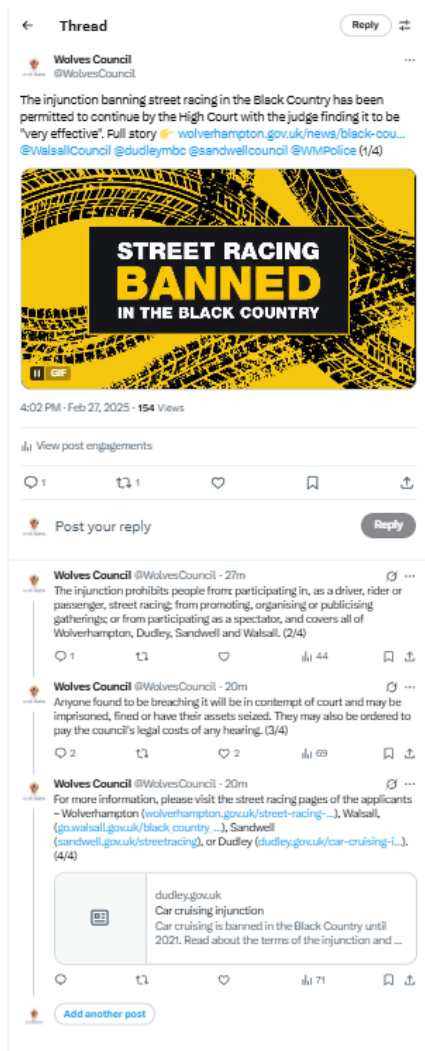 Thread
Reply
Wolves Council
@WolvesCouncil
The injunction banning street racing in the Black Country has been
permitted to continue by the High Court with the judge finding it to be
"very effective". Full story 👉 wolverhampton.gov.uk/news/black-cou...
@WalsallCouncil @dudleymbc @sandwellcouncil @WMPolice (1/4)
STREET RACING
BANNED
IN THE BLACK COUNTRY
GIF
4:02 PM · Feb 27, 2025 · 154 Views
View post engagements
1
1
Post your reply
Reply
Wolves Council @WolvesCouncil · 27m
The injunction prohibits people from: participating in, as a driver, rider or
passenger, street racing; from promoting, organising or publicising
gatherings; or from participating as a spectator, and covers all of
Wolverhampton, Dudley, Sandwell and Walsall. (2/4)
1
44
Wolves Council @WolvesCouncil · 20m
Anyone found to be breaching it will be in contempt of court and may be
imprisoned, fined or have their assets seized. They may also be ordered to
pay the council's legal costs of any hearing. (3/4)
2
2
69
Wolves Council @WolvesCouncil · 20m
For more information, please visit the street racing pages of the applicants
– Wolverhampton (wolverhampton.gov.uk/street-racing-...), Walsall,
(go.walsall.gov.uk/black_country_...), Sandwell
(sandwell.gov.uk/streetracing), or Dudley (dudley.gov.uk/car-cruising-i...).
(4/4)
dudley.gov.uk
Car cruising injunction
Car cruising is banned in the Black Country until
2021. Read about the terms of the injunction and ...
71
Add another post